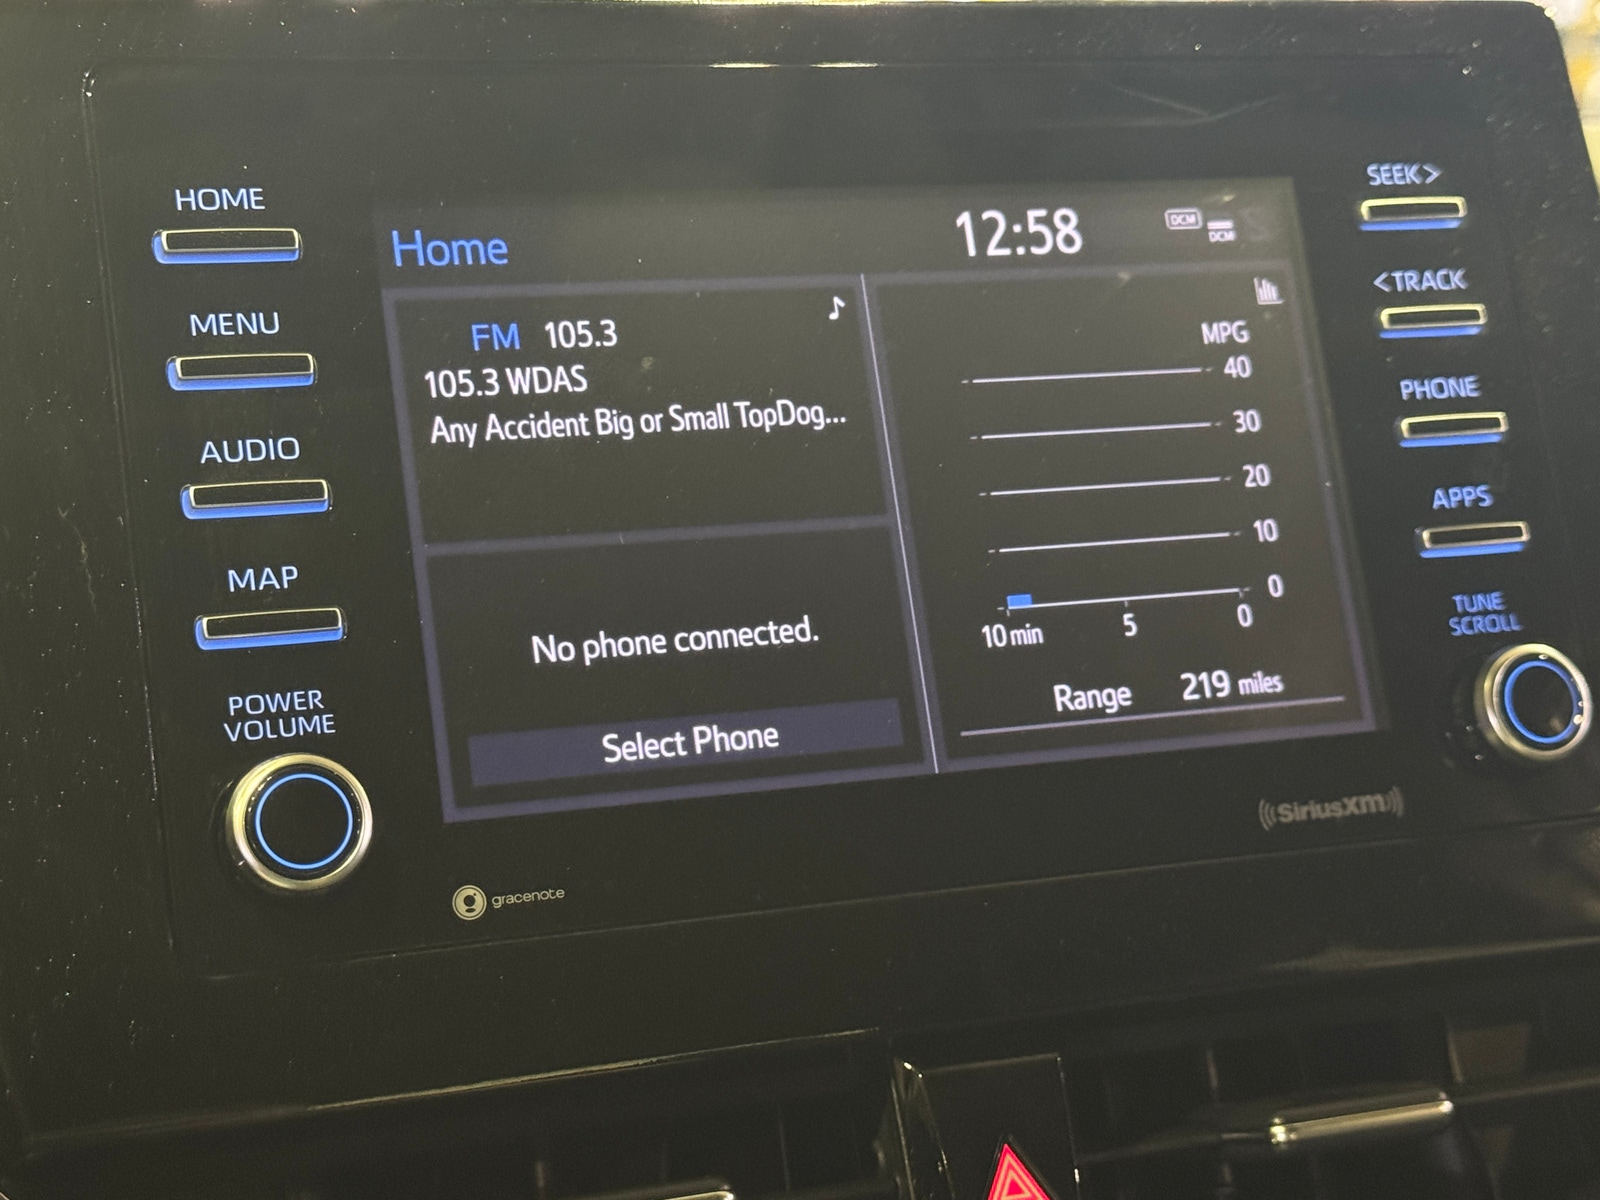 HOME
MENU
AUDIO
MAP
POWER
VOLUME
Home
12:58
DCM
DCM
FM 105.3
105.3 WDAS
Any Accident Big or Small TopDog...
No phone connected.
Select Phone
MPG
40
30
20
10
0
10 min 5 0
Range 219 miles
SEEK>
<TRACK
PHONE
APPS
TUNE
SCROLL
gracenote
((SiriusXM))